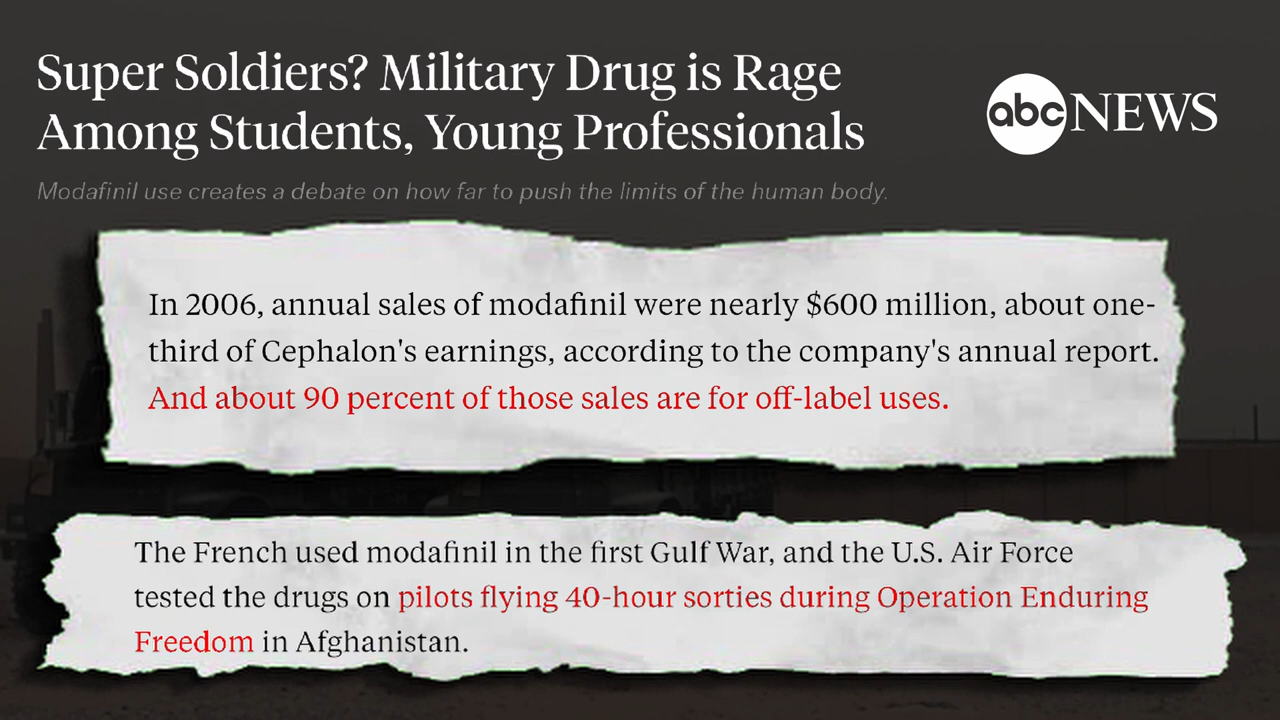 Super Soldiers? Military Drug is Rage
Among Students, Young Professionals
abc NEWS
Modafinil use creates a debate on how far to push the limits of the human body.
In 2006, annual sales of modafinil were nearly $600 million, about one-
third of Cephalon's earnings, according to the company's annual report.
And about 90 percent of those sales are for off-label uses.
The French used modafinil in the first Gulf War, and the U.S. Air Force
tested the drugs on pilots flying 40-hour sorties during Operation Enduring
Freedom in Afghanistan.